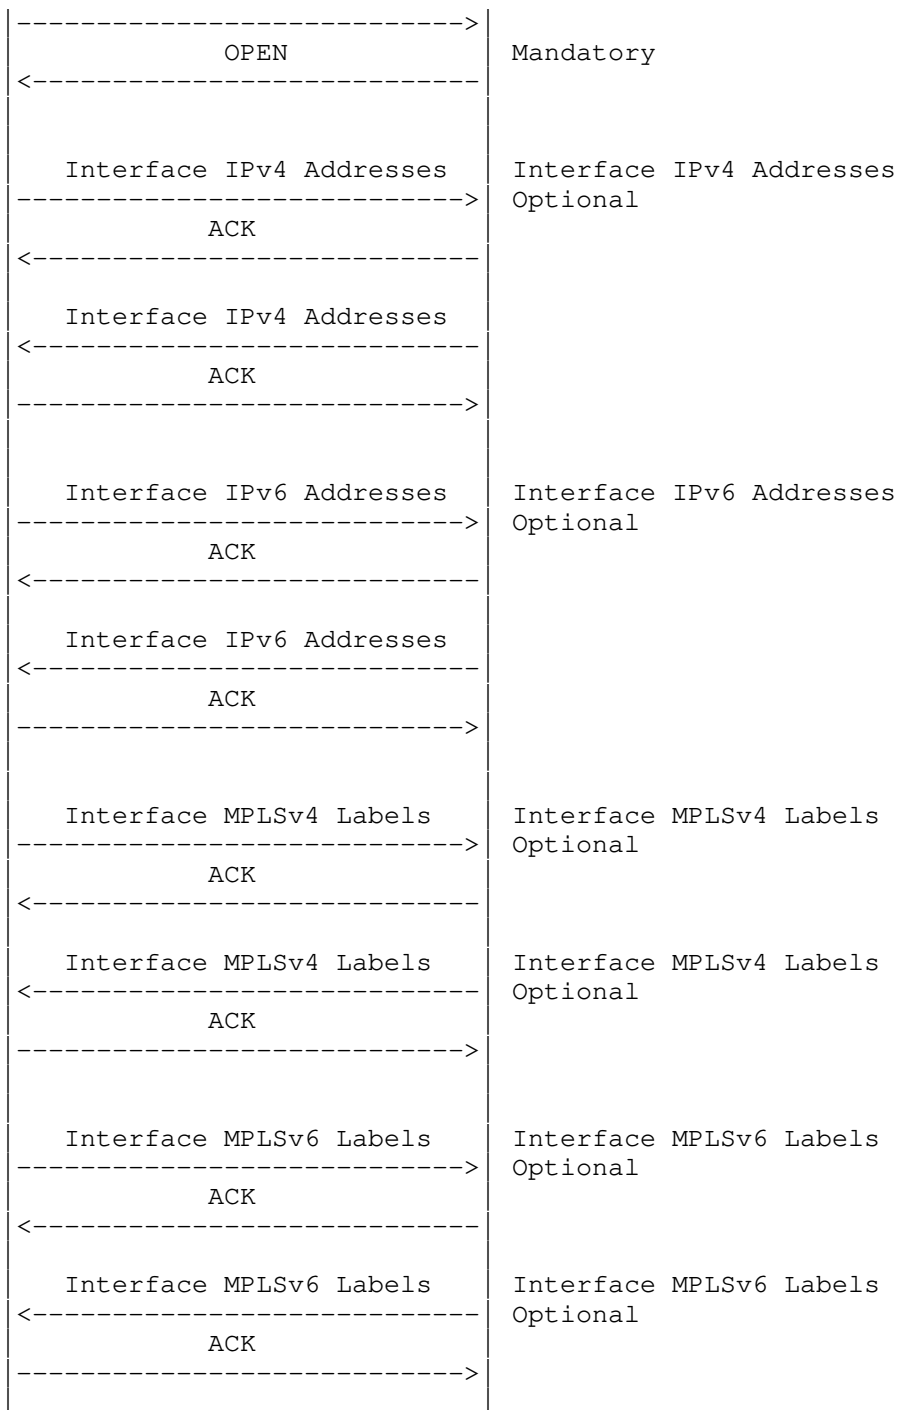 |---------------------------->|
|             OPEN            | Mandatory
|<----------------------------|
|                             |
|                             |
|   Interface IPv4 Addresses  | Interface IPv4 Addresses
|---------------------------->| Optional
|            ACK              |
|<----------------------------|
|                             |
|   Interface IPv4 Addresses  |
|<----------------------------|
|            ACK              |
|---------------------------->|
|                             |
|                             |
|   Interface IPv6 Addresses  | Interface IPv6 Addresses
|---------------------------->| Optional
|            ACK              |
|<----------------------------|
|                             |
|   Interface IPv6 Addresses  |
|<----------------------------|
|            ACK              |
|---------------------------->|
|                             |
|                             |
|   Interface MPLSv4 Labels   | Interface MPLSv4 Labels
|---------------------------->| Optional
|            ACK              |
|<----------------------------|
|                             |
|   Interface MPLSv4 Labels   | Interface MPLSv4 Labels
|<----------------------------| Optional
|            ACK              |
|---------------------------->|
|                             |
|                             |
|   Interface MPLSv6 Labels   | Interface MPLSv6 Labels
|---------------------------->| Optional
|            ACK              |
|<----------------------------|
|                             |
|   Interface MPLSv6 Labels   | Interface MPLSv6 Labels
|<----------------------------| Optional
|            ACK              |
|---------------------------->|
|                             |